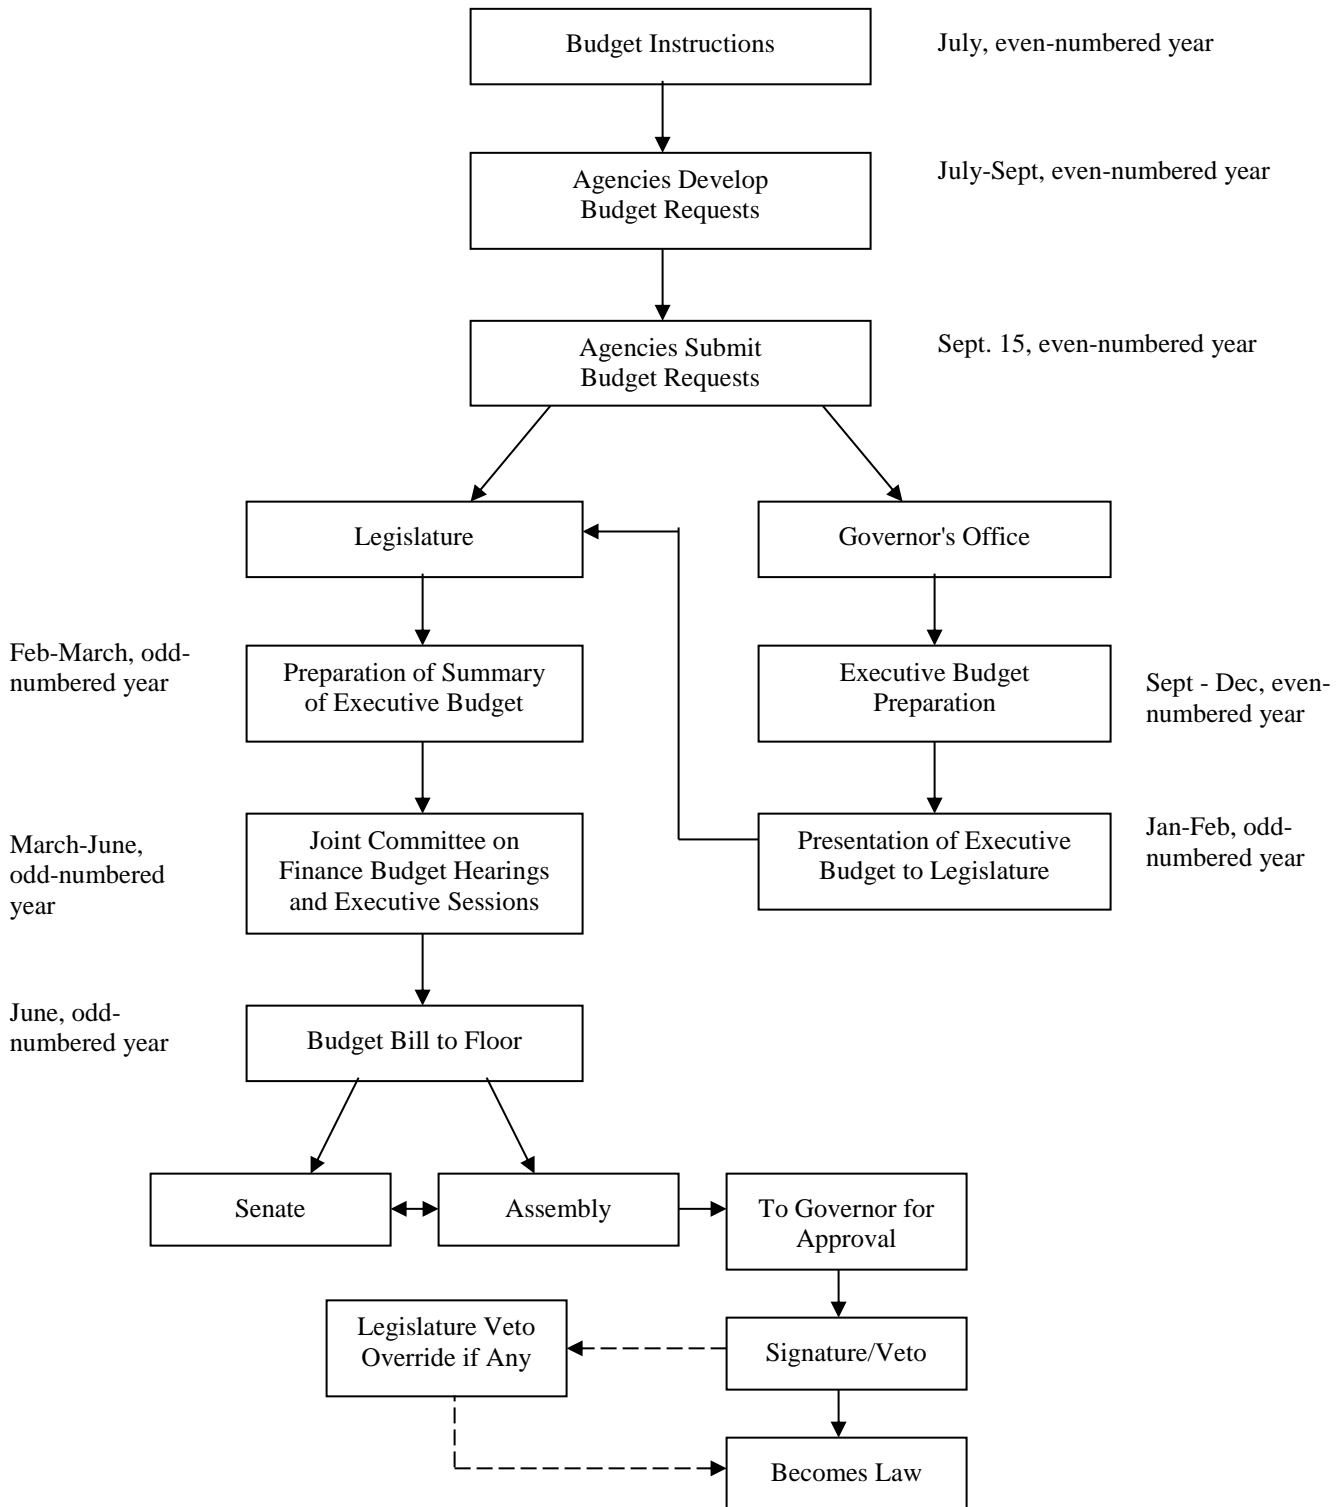 Budget Instructions
July, even-numbered year
Agencies Develop
Budget Requests
July-Sept, even-numbered year
Agencies Submit
Budget Requests
Sept. 15, even-numbered year
Legislature
Governor's Office
Feb-March, odd-
numbered year
Preparation of Summary
of Executive Budget
Executive Budget
Preparation
Sept - Dec, even-
numbered year
March-June,
odd-numbered
year
Joint Committee on
Finance Budget Hearings
and Executive Sessions
Presentation of Executive
Budget to Legislature
Jan-Feb, odd-
numbered year
June, odd-
numbered year
Budget Bill to Floor
Senate
Assembly
To Governor for
Approval
Legislature Veto
Override if Any
Signature/Veto
Becomes Law